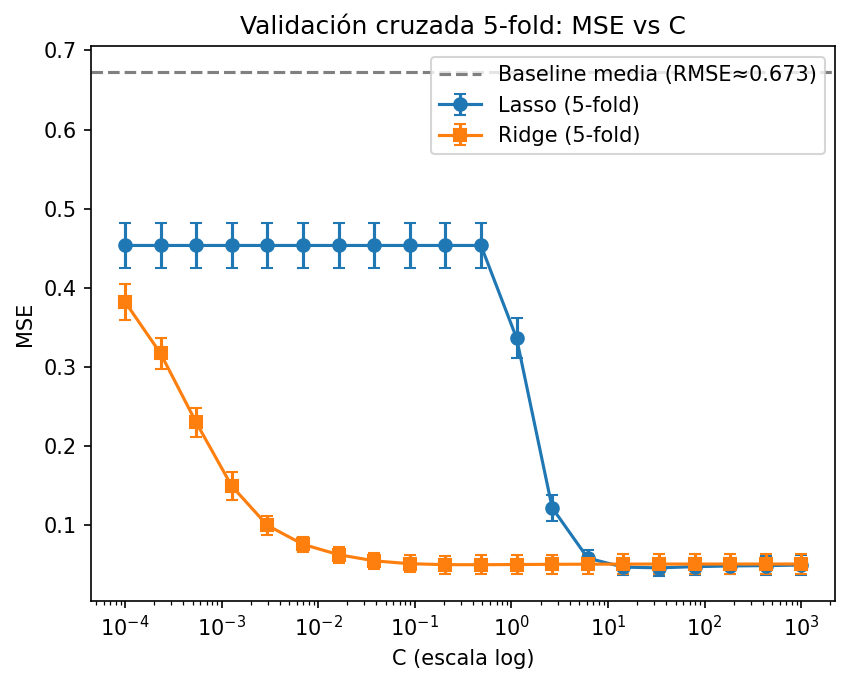 Validación cruzada 5-fold: MSE vs C
0.7
0.6
0.5
0.4
0.3
0.2
0.1
MSE
Baseline media (RMSE≈0.673)
Lasso (5-fold)
Ridge (5-fold)
10⁻⁴ 10⁻³ 10⁻² 10⁻¹ 10⁰ 10¹ 10² 10³
C (escala log)